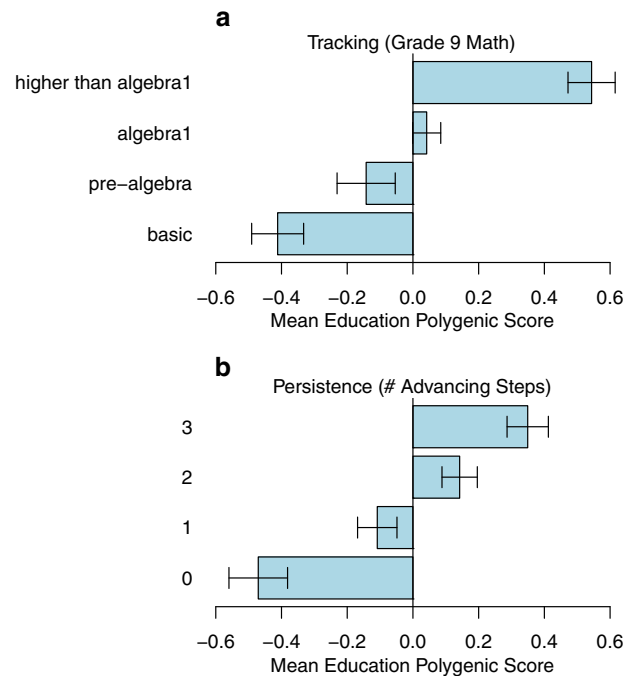 a
Tracking (Grade 9 Math)
higher than algebra1
algebra1
pre−algebra
basic
−0.6 −0.4 −0.2 0.0 0.2 0.4 0.6
Mean Education Polygenic Score
b
Persistence (# Advancing Steps)
3
2
1
0
−0.6 −0.4 −0.2 0.0 0.2 0.4 0.6
Mean Education Polygenic Score